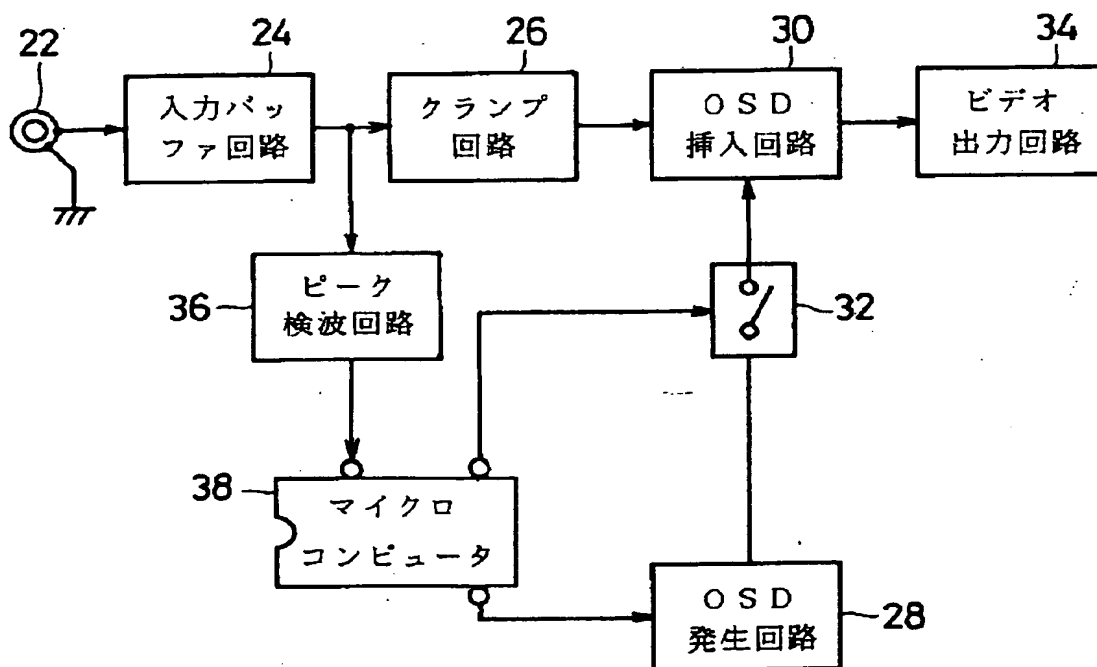 22
24
26
30
34
入力バッ
ファ回路
クランプ
回路
OSD
挿入回路
ビデオ
出力回路
36
ピーク
検波回路
32
38
マイクロ
コンピュータ
OSD
発生回路
28